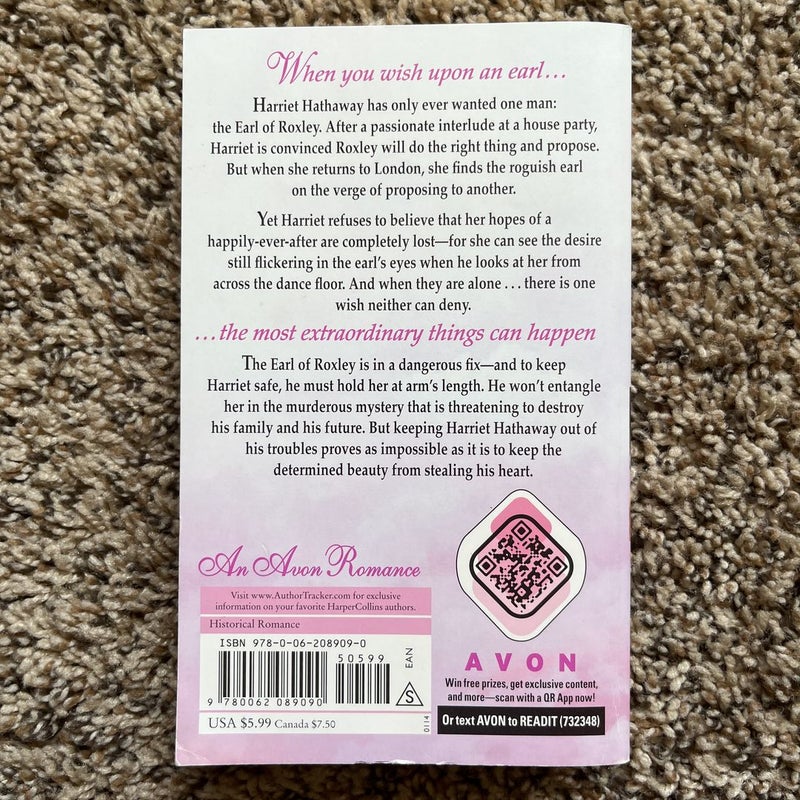 When you wish upon an earl...
Harriet Hathaway has only ever wanted one man:
the Earl of Roxley. After a passionate interlude at a house party,
Harriet is convinced Roxley will do the right thing and propose.
But when she returns to London, she finds the roguish earl
on the verge of proposing to another.
Yet Harriet refuses to believe that her hopes of a
happily-ever-after are completely lost—for she can see the desire
still flickering in the earl's eyes when he looks at her from
across the dance floor. And when they are alone . . . there is one
wish neither can deny.
...the most extraordinary things can happen
The Earl of Roxley is in a dangerous fix—and to keep
Harriet safe, he must hold her at arm's length. He won't entangle
her in the murderous mystery that is threatening to destroy
his family and his future. But keeping Harriet Hathaway out of
his troubles proves as impossible as it is to keep the
determined beauty from stealing his heart.
An Avon Romance
Visit www.AuthorTracker.com for exclusive
information on your favorite HarperCollins authors.
Historical Romance
ISBN 978-0-06-208909-0
50599
EAN
S
9 780062 089090
USA $5.99 Canada $7.50
0114
AVON
Win free prizes, get exclusive content,
and more—scan with a QR App now!
Or text AVON to READIT (732348)